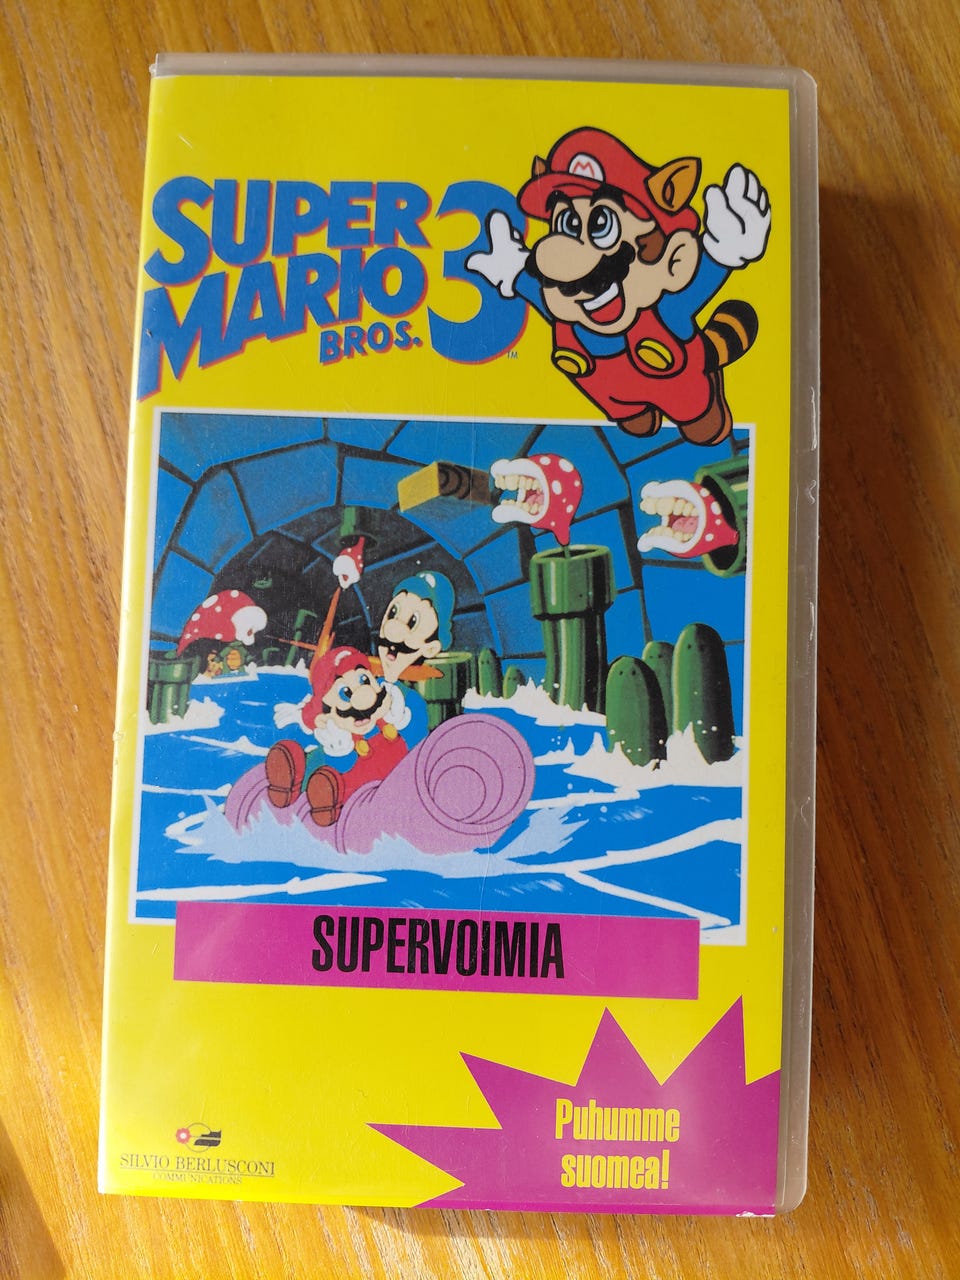 SUPER
MARIO
BROS. 3
TM
M
SUPERVOIMIA
Puhumme
suomea!
SILVIO BERLUSCONI
COMMUNICATIONS